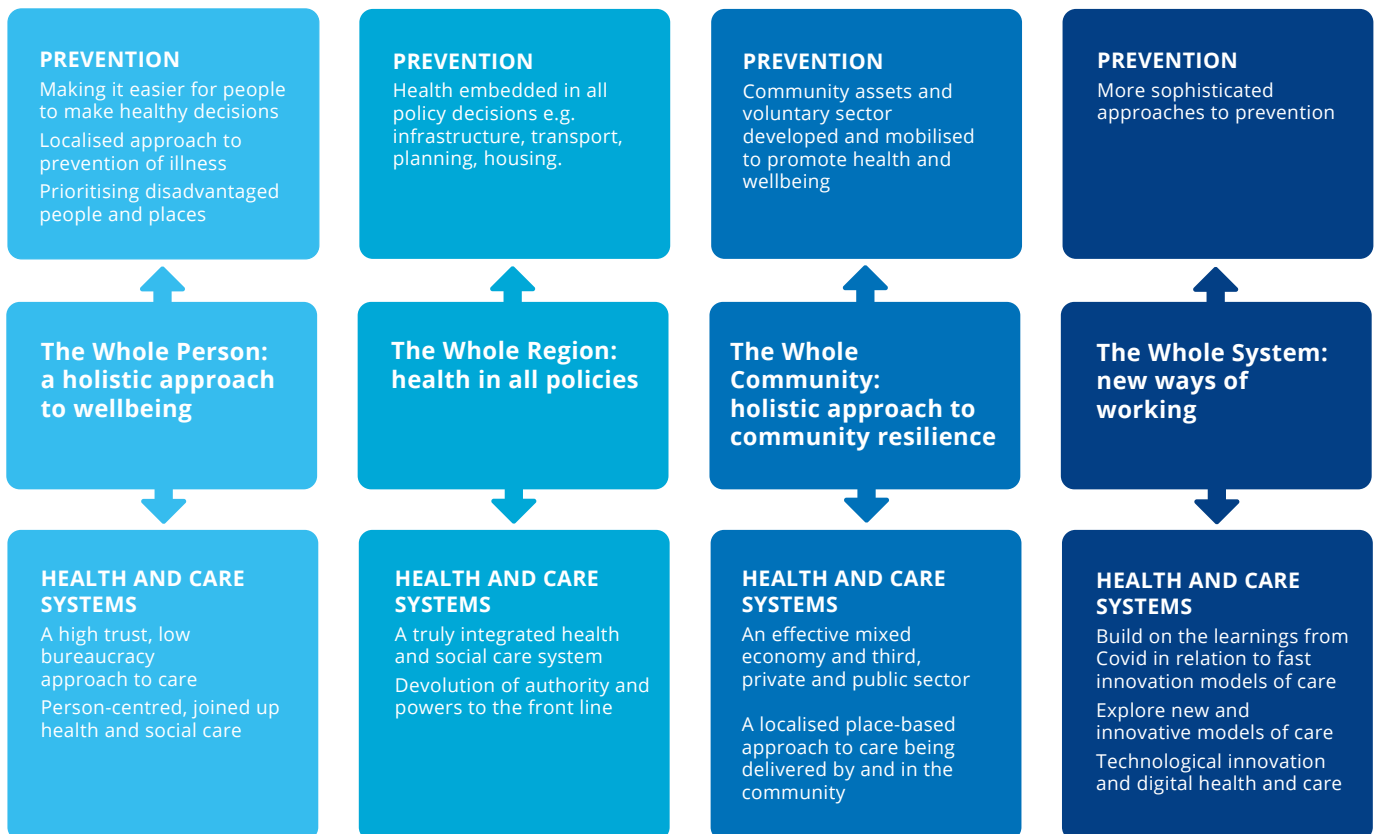 PREVENTION
Making it easier for people
to make healthy decisions
Localised approach to
prevention of illness
Prioritising disadvantaged
people and places
PREVENTION
Health embedded in all
policy decisions e.g.
infrastructure, transport,
planning, housing.
PREVENTION
Community assets and
voluntary sector
developed and mobilised
to promote health and
wellbeing
PREVENTION
More sophisticated
approaches to prevention
The Whole Person:
a holistic approach
to wellbeing
The Whole Region:
health in all policies
The Whole
Community:
holistic approach to
community resilience
The Whole System:
new ways of
working
HEALTH AND CARE
SYSTEMS
A high trust, low
bureaucracy
approach to care
Person-centred, joined up
health and social care
HEALTH AND CARE
SYSTEMS
A truly integrated health
and social care system
Devolution of authority and
powers to the front line
HEALTH AND CARE
SYSTEMS
An effective mixed
economy and third,
private and public sector
A localised place-based
approach to care being
delivered by and in the
community
HEALTH AND CARE
SYSTEMS
Build on the learnings from
Covid in relation to fast
innovation models of care
Explore new and
innovative models of care
Technological innovation
and digital health and care